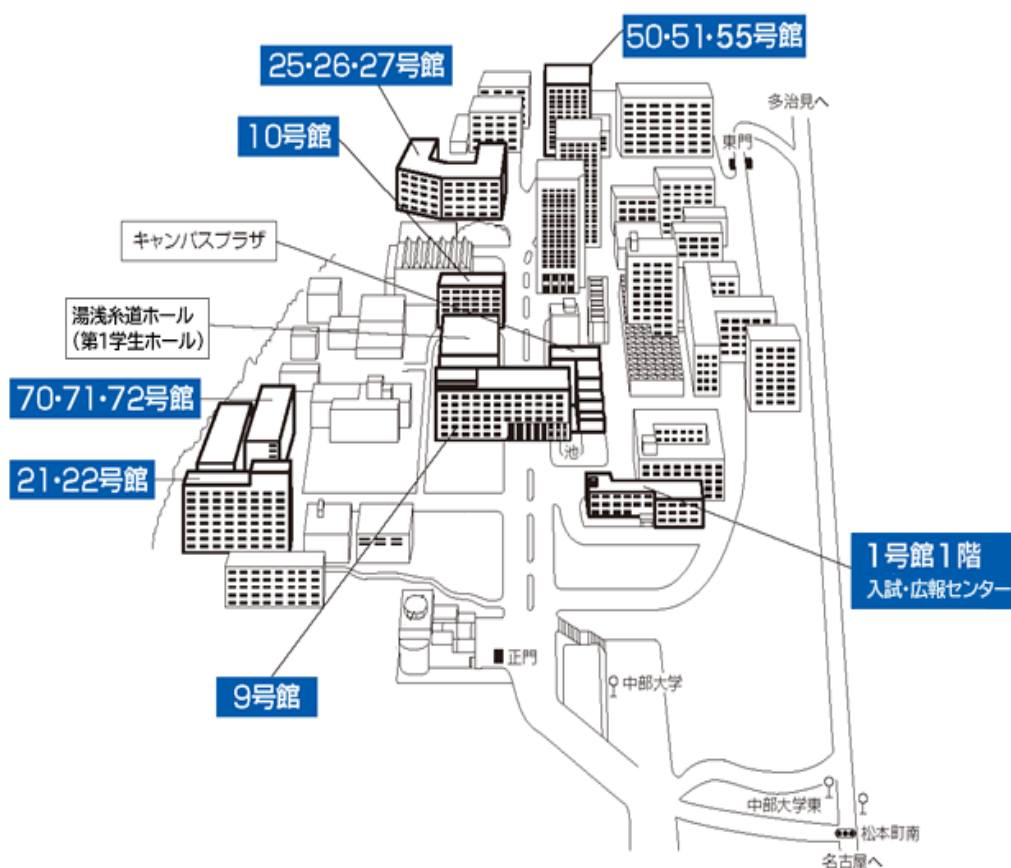 50・51・55号館
25・26・27号館
多治見へ
10号館
東門
キャンパスプラザ
湯浅糸道ホール
（第1学生ホール）
70・71・72号館
池
21・22号館
1号館1階
入試・広報センター
正門
中部大学
9号館
中部大学東
松本町南
名古屋へ